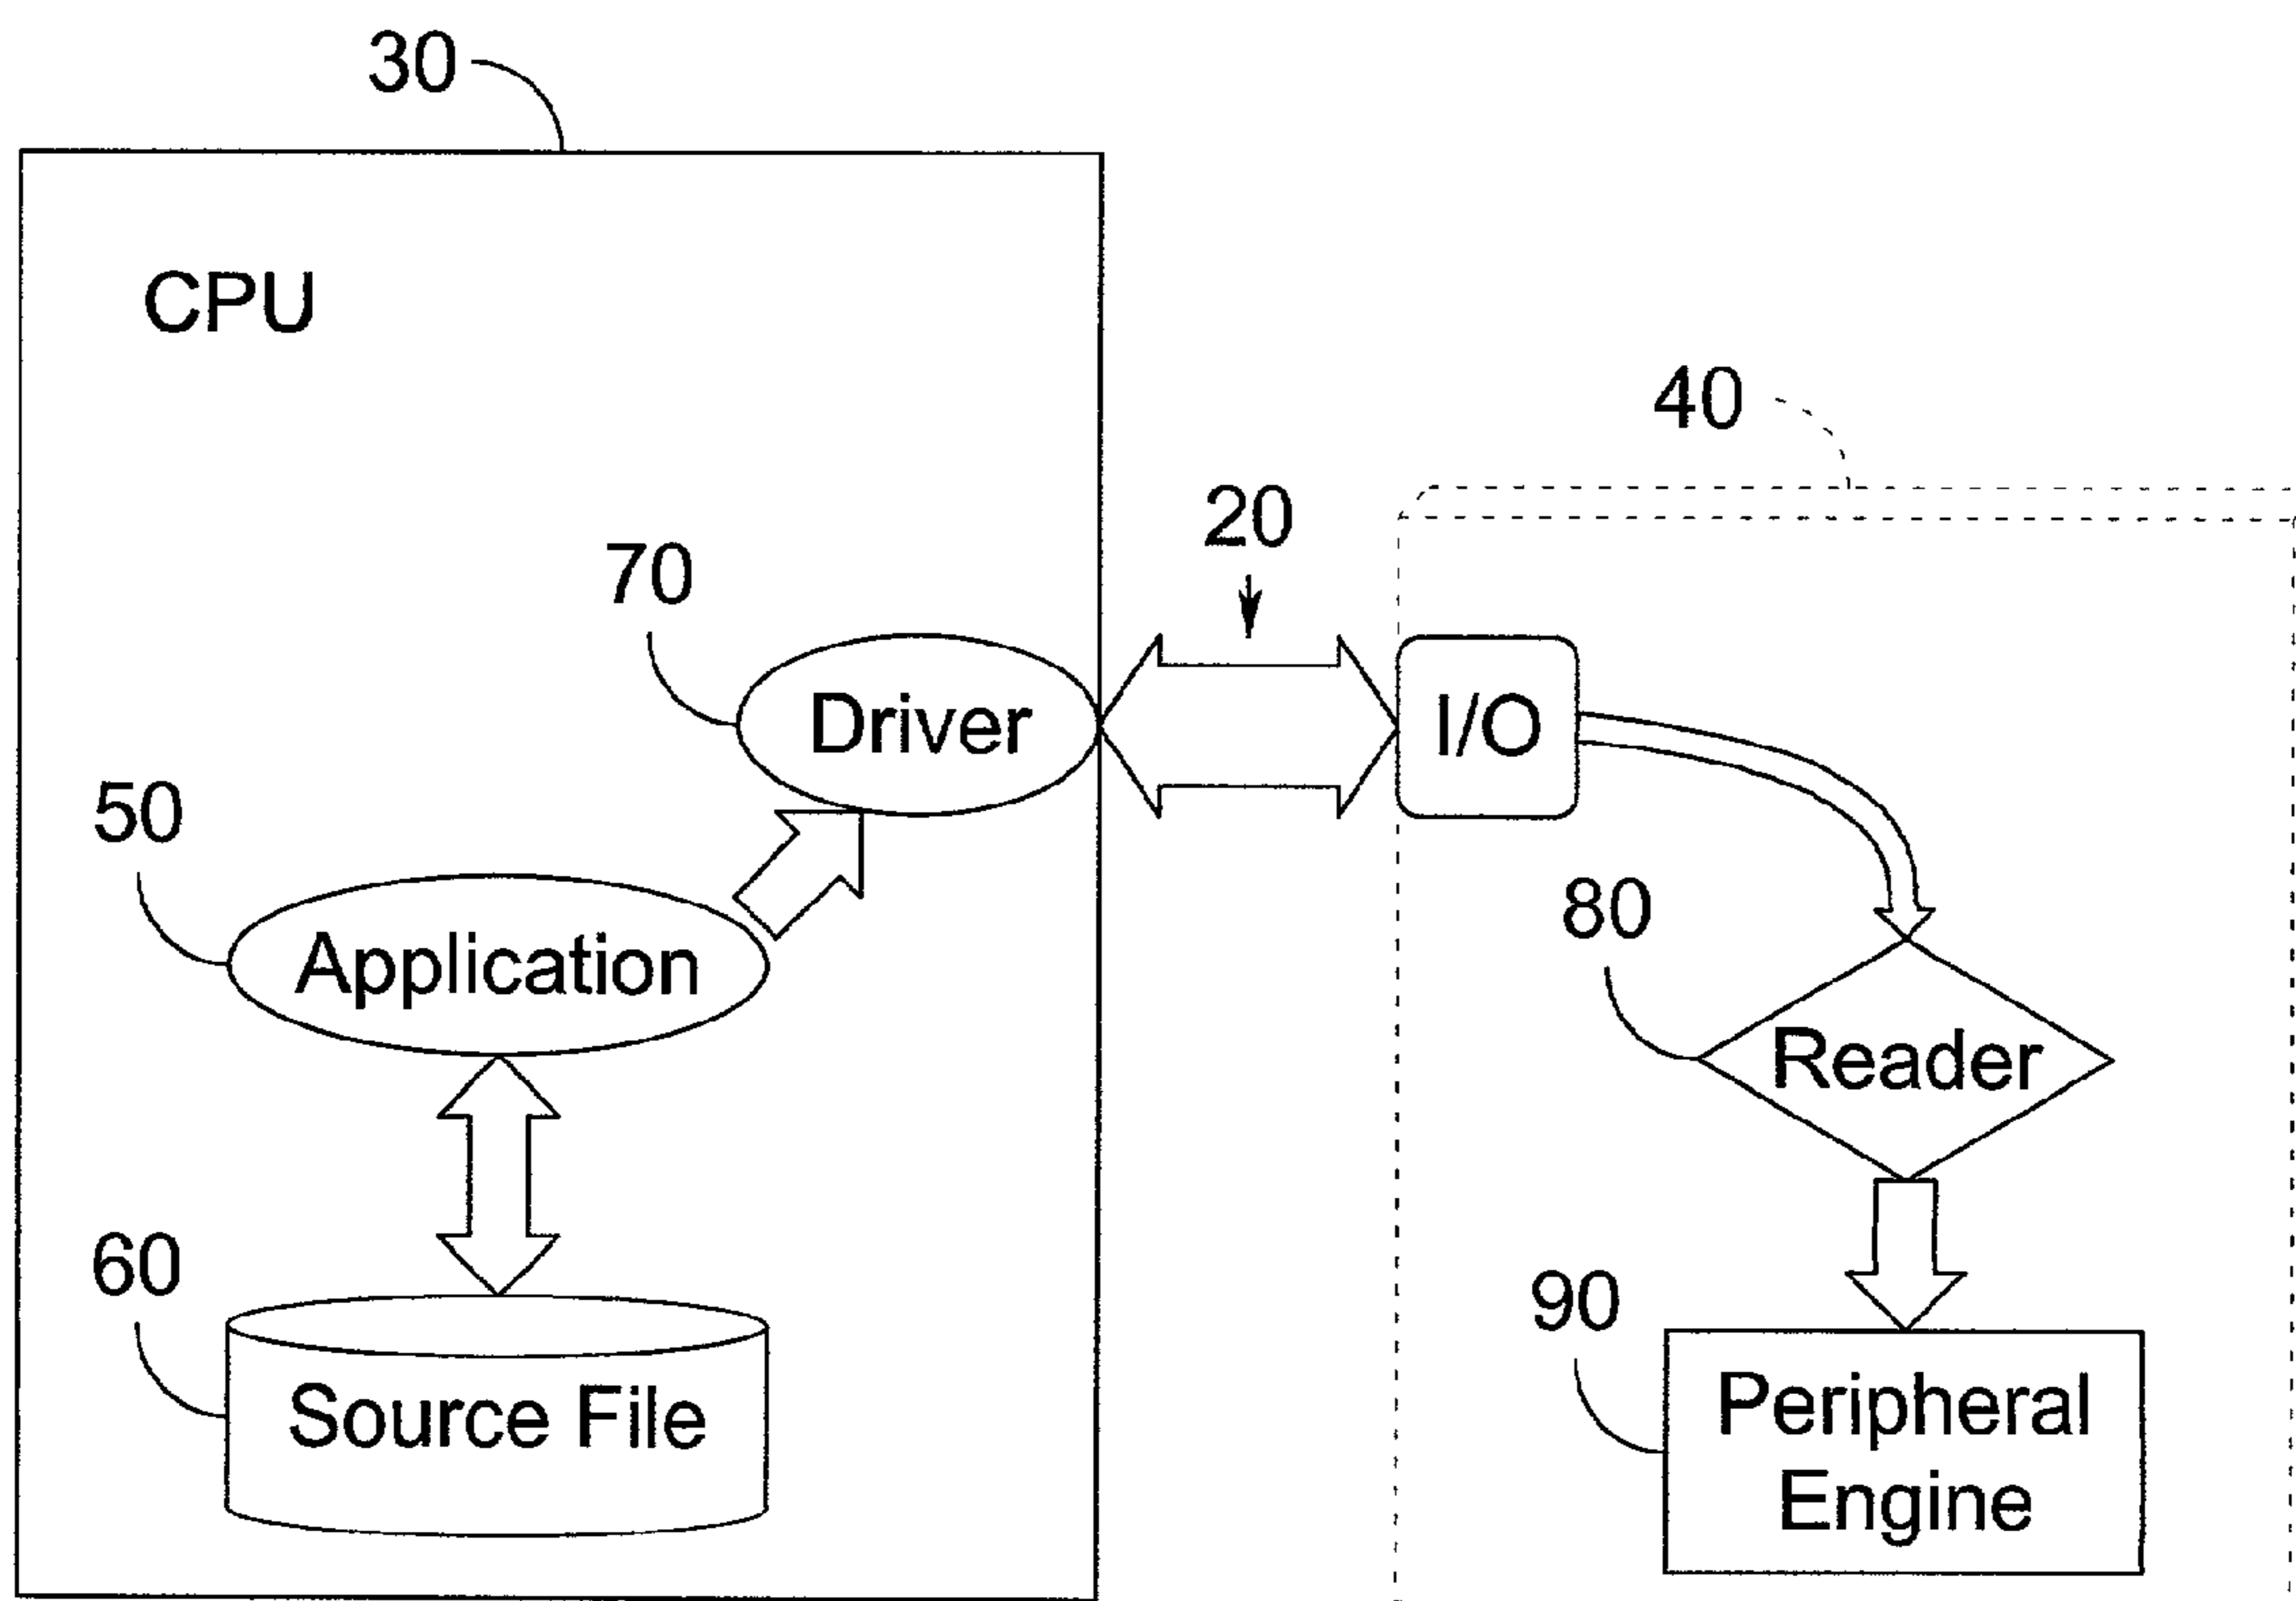 30
CPU
40
20
70
Driver
I/O
50
80
Application
Reader
60
90
Source File
Peripheral
Engine